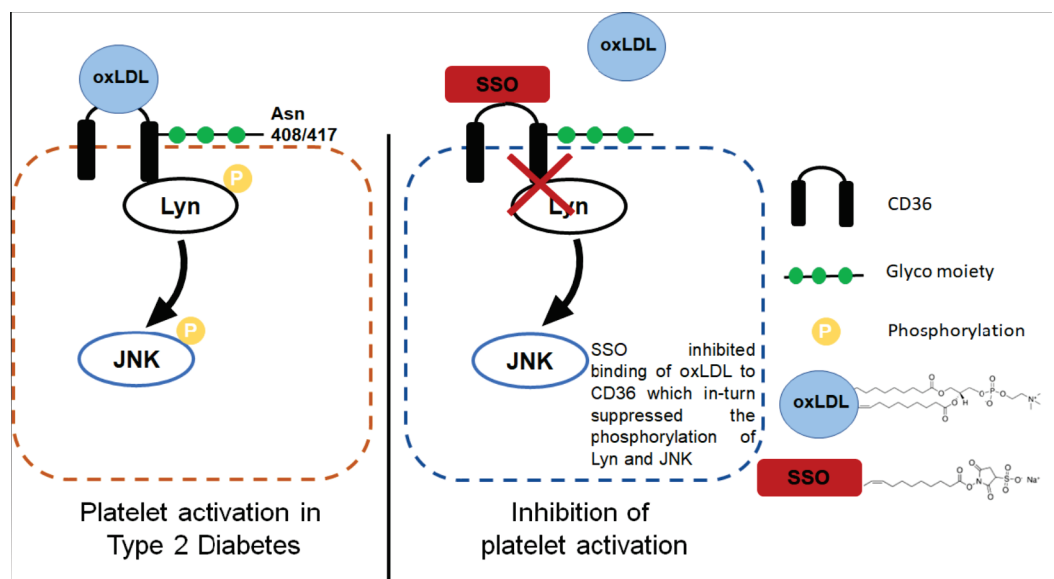 oxLDL
Asn
408/417
P
Lyn
P
JNK
Platelet activation in
Type 2 Diabetes
oxLDL
SSO
Lyn
JNK
SSO inhibited
binding of oxLDL to
CD36 which in-turn
suppressed the
phosphorylation of
Lyn and JNK
Inhibition of
platelet activation
CD36
Glyco moiety
P
Phosphorylation
oxLDL
O
O
O
O
H
O
P
O
O
O
N
SSO
O
O
N
O
O
O
S
O
O
O⁻ Na⁺